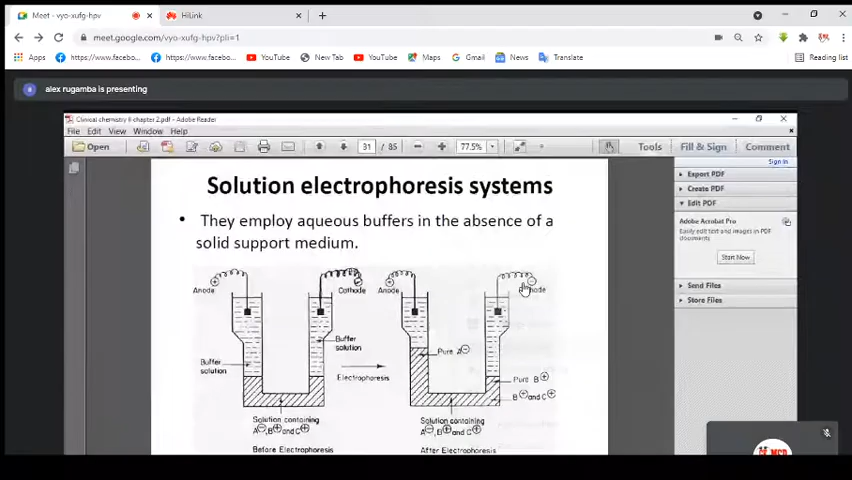 Meet - vyo-xufg-hpv
HiLink
meet.google.com/vyo-xufg-hpv?pli=1
Apps
https://www.facebo...
https://www.facebo...
YouTube
New Tab
YouTube
Maps
Gmail
News
Translate
Reading list
alex rugamba is presenting
Clinical chemistry II-chapter 2.pdf - Adobe Reader
File Edit View Window Help
Open
31 / 85
77.5%
Tools
Fill & Sign
Comment
Sign In
Export PDF
Create PDF
Edit PDF
Adobe Acrobat Pro
Easily edit text and images in PDF
documents
Start Now
Send Files
Store Files
Solution electrophoresis systems
• They employ aqueous buffers in the absence of a
solid support medium.
Anode
Cathode
Anode
Buffer
solution
Buffer
solution
Electrophoresis
Solution containing
A⊖,B⊕ and C⊕
Before Electrophoresis
Pure A⊖
Pure B⊕
B⊕ and C⊕
Solution containing
A⊖,B⊕ and C⊕
After Electrophoresis